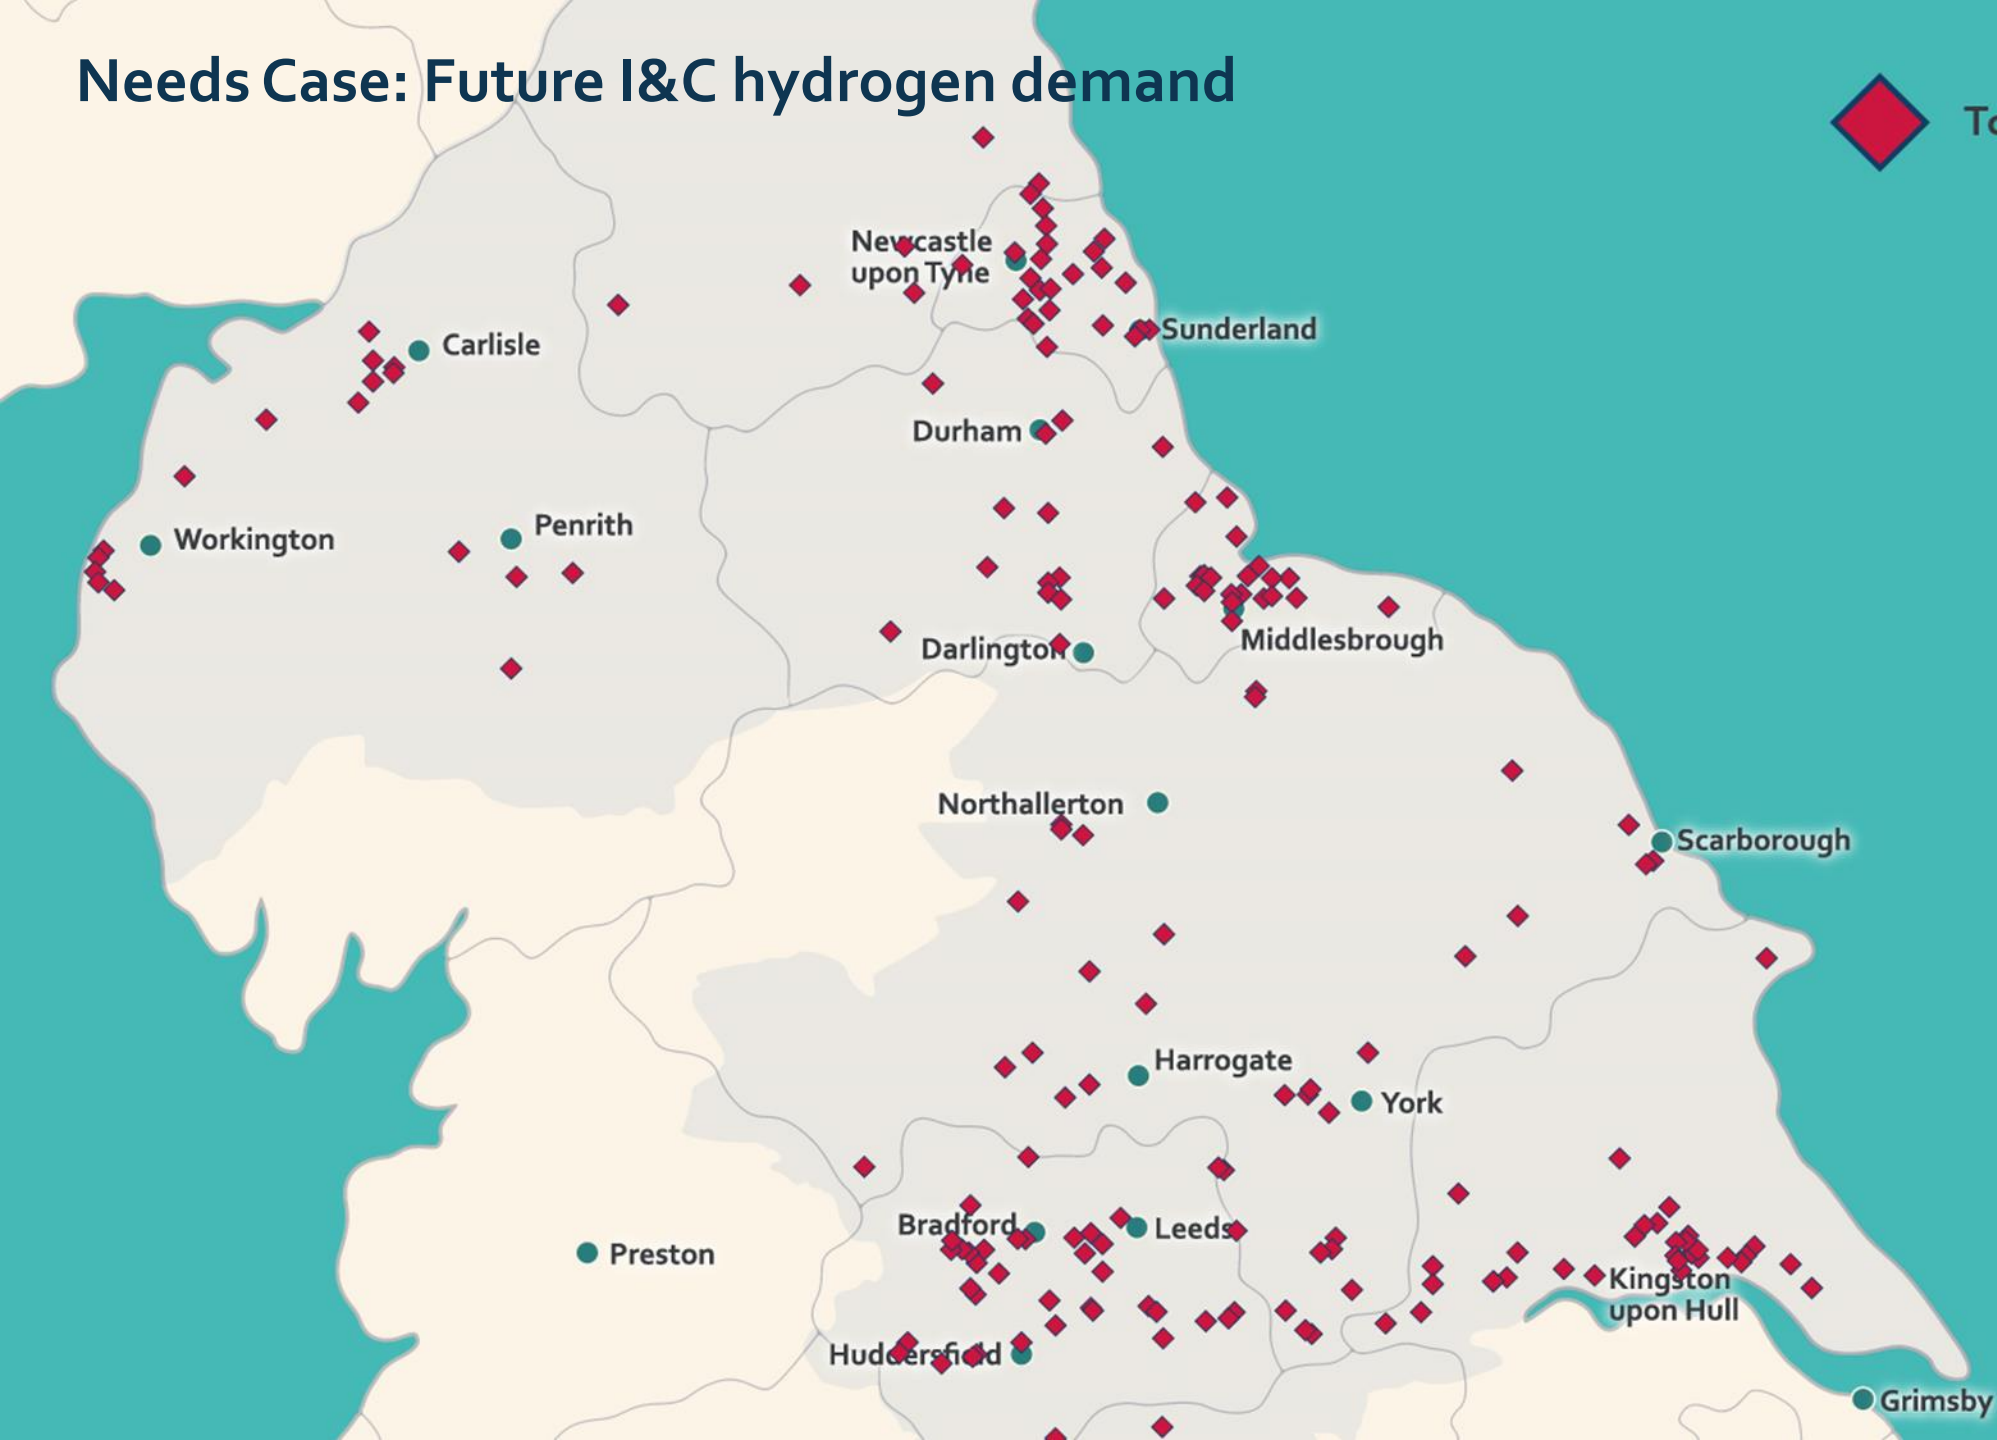 Needs Case: Future I&C hydrogen demand
Newcastle
upon Tyne
Sunderland
Carlisle
Durham
Penrith
Workington
Middlesbrough
Darlington
Northallerton
Scarborough
Harrogate
York
Bradford
Leeds
Preston
Kingston
upon Hull
Huddersfield
Grimsby